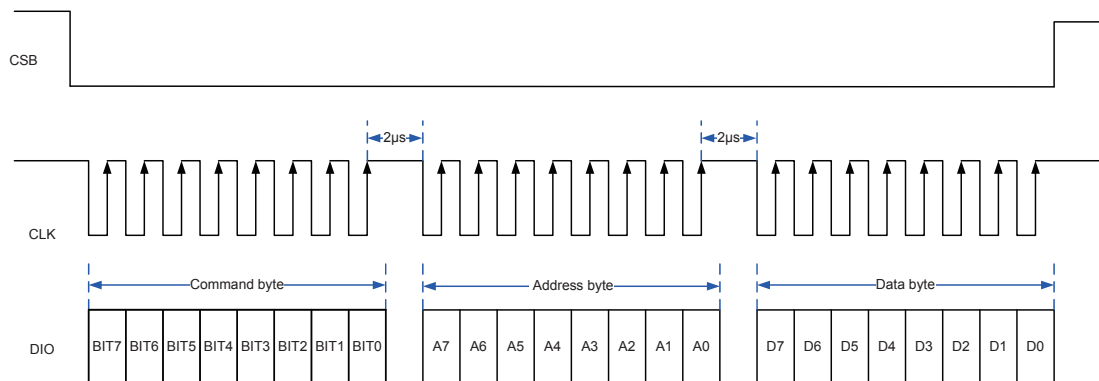 CSB
2µs 2µs
CLK
Command byte Address byte Data byte
DIO BIT7 BIT6 BIT5 BIT4 BIT3 BIT2 BIT1 BIT0 A7 A6 A5 A4 A3 A2 A1 A0 D7 D6 D5 D4 D3 D2 D1 D0